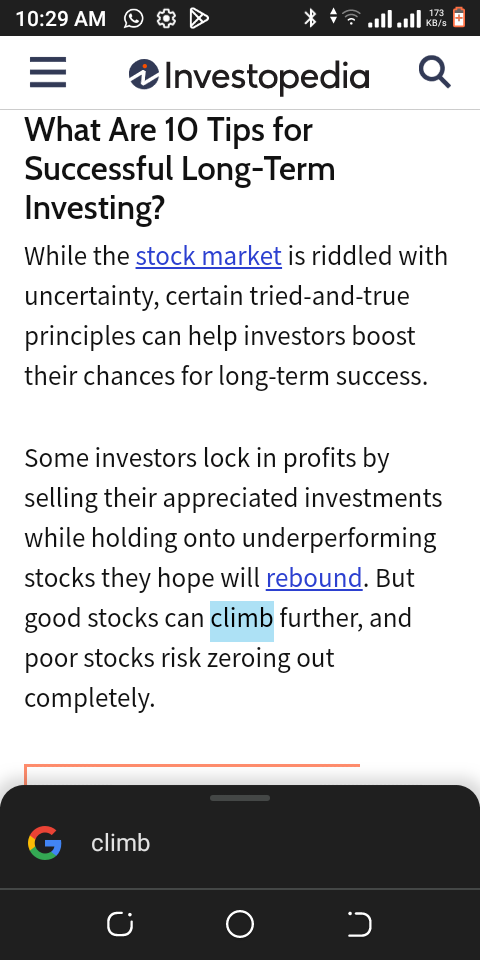 10:29 AM
173
KB/s
Investopedia
What Are 10 Tips for
Successful Long-Term
Investing?
While the stock market is riddled with
uncertainty, certain tried-and-true
principles can help investors boost
their chances for long-term success.
Some investors lock in profits by
selling their appreciated investments
while holding onto underperforming
stocks they hope will rebound. But
good stocks can climb further, and
poor stocks risk zeroing out
completely.
climb